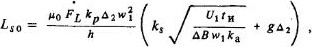 L_{s0} = \frac{\mu_0 F_L k_p \Delta_2 w_1^2}{h} \left( k_s \sqrt{\frac{U_1 t_и}{\Delta B w_1 k_a}} + g \Delta_2 \right),